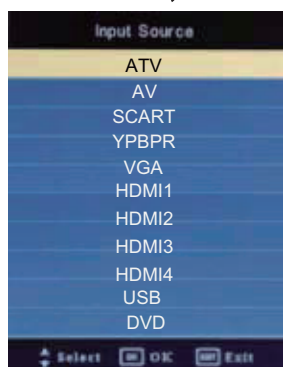 Input Source
ATV
AV
SCART
YPBPR
VGA
HDMI1
HDMI2
HDMI3
HDMI4
USB
DVD
Select OK Exit